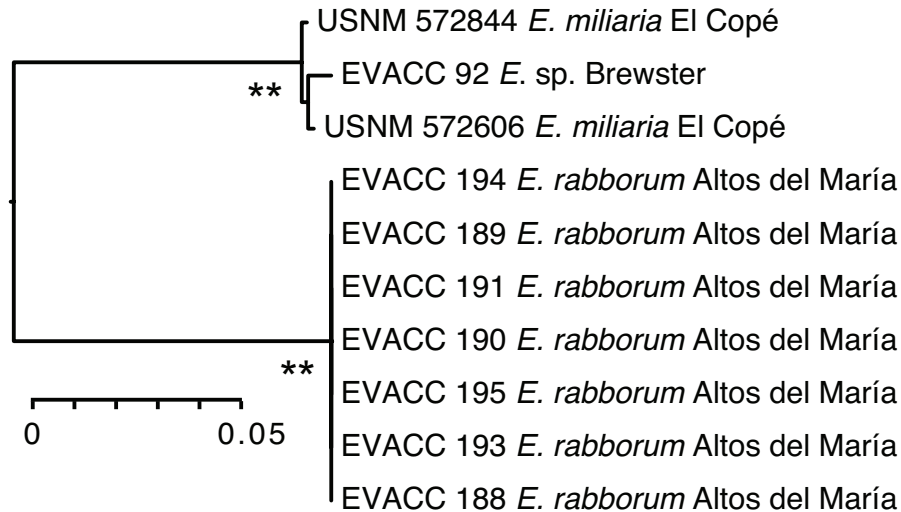 USNM 572844 E. miliaria El Copé
EVACC 92 E. sp. Brewster
**
USNM 572606 E. miliaria El Copé
EVACC 194 E. rabborum Altos del María
EVACC 189 E. rabborum Altos del María
EVACC 191 E. rabborum Altos del María
EVACC 190 E. rabborum Altos del María
**
EVACC 195 E. rabborum Altos del María
0 0.05
EVACC 193 E. rabborum Altos del María
EVACC 188 E. rabborum Altos del María